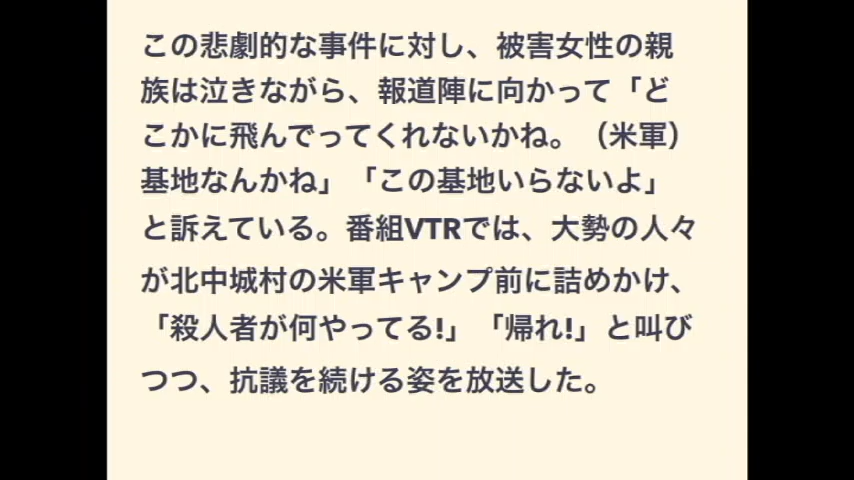 この悲劇的な事件に対し、被害女性の親
族は泣きながら、報道陣に向かって「ど
こかに飛んでってくれないかね。（米軍）
基地なんかね」「この基地いらないよ」
と訴えている。番組VTRでは、大勢の人々
が北中城村の米軍キャンプ前に詰めかけ、
「殺人者が何やってる!」「帰れ!」と叫び
つつ、抗議を続ける姿を放送した。